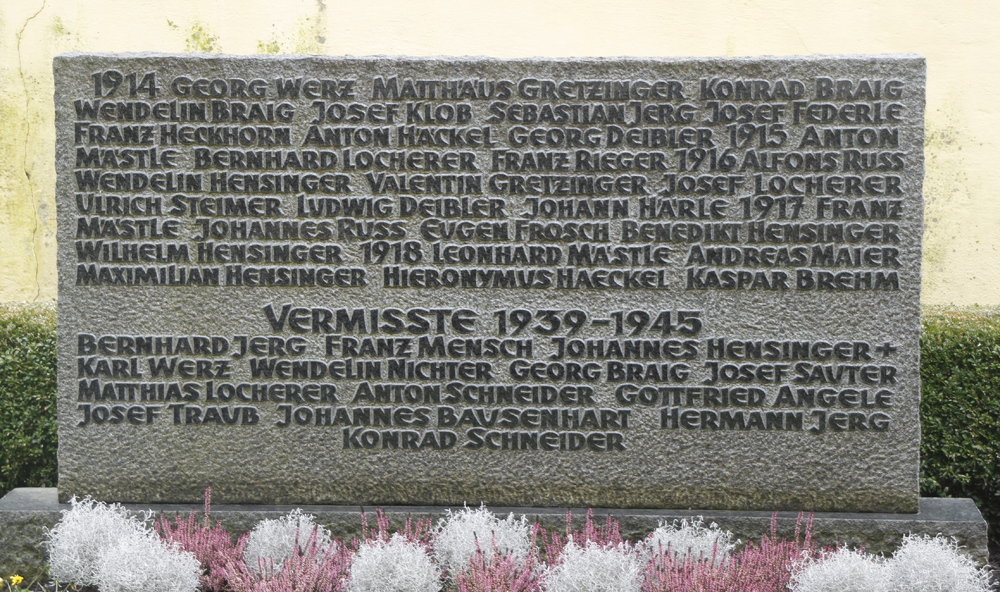 1914 GEORG WERZ MATTHÄUS GRETZINGER KONRAD BRAIG
WENDELIN BRAIG JOSEF KLOB SEBASTIAN JERG JOSEF FEDERLE
FRANZ HECKHORN ANTON HÄCKEL GEORG DEIBLER 1915 ANTON
MÄSTLE BERNHARD LOCHERER FRANZ RIEGER 1916 ALFONS RUSS
WENDELIN HENSINGER VALENTIN GRETZINGER JOSEF LOCHERER
ULRICH STEIMER LUDWIG DEIBLER JOHANN HÄRLE 1917 FRANZ
MÄSTLE JOHANNES RUSS EUGEN FROSCH BENEDIKT HENSINGER
WILHELM HENSINGER 1918 LEONHARD MÄSTLE ANDREAS MAIER
MAXIMILIAN HENSINGER HIERONYMUS HAECKEL KASPAR BREHM
VERMISSTE 1939-1945
BERNHARD JERG FRANZ MENSCH JOHANNES HENSINGER +
KARL WERZ WENDELIN NICHTER GEORG BRAIG JOSEF SAUTER
MATTHIAS LOCHERER ANTON SCHNEIDER GOTTFRIED ANGELE
JOSEF TRAUB JOHANNES BAUSENHART HERMANN JERG
KONRAD SCHNEIDER